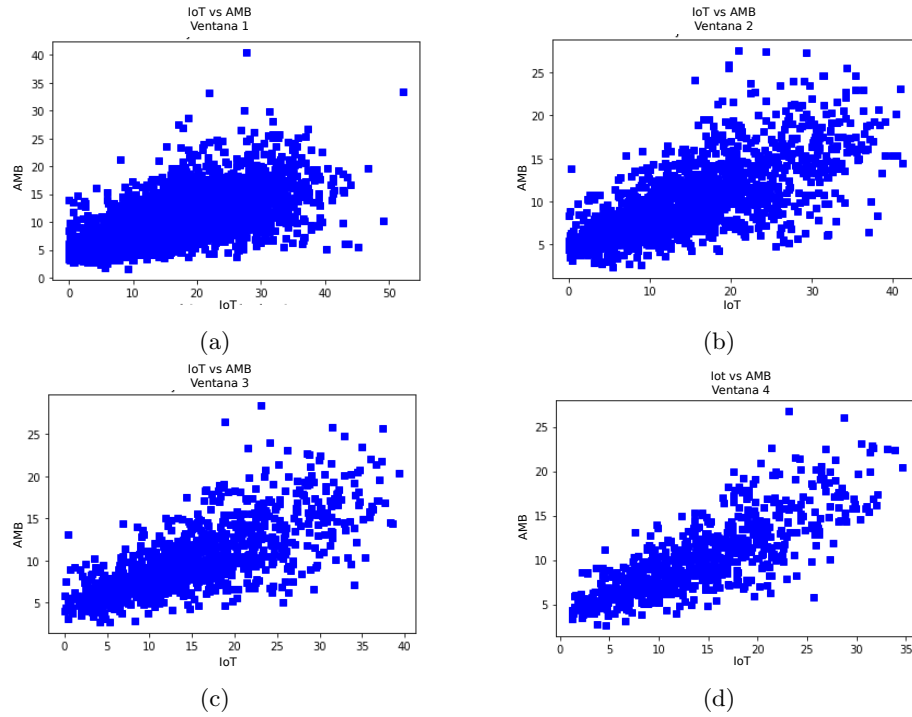 IoT vs AMB
Ventana 1
40
35
30
25
20
15
10
5
0
AMB
0 10 20 30 40 50
IoT
(a)
IoT vs AMB
Ventana 2
25
20
15
10
5
AMB
0 10 20 30 40
IoT
(b)
IoT vs AMB
Ventana 3
25
20
15
10
5
AMB
0 5 10 15 20 25 30 35 40
IoT
(c)
Iot vs AMB
Ventana 4
25
20
15
10
5
AMB
0 5 10 15 20 25 30 35
IoT
(d)